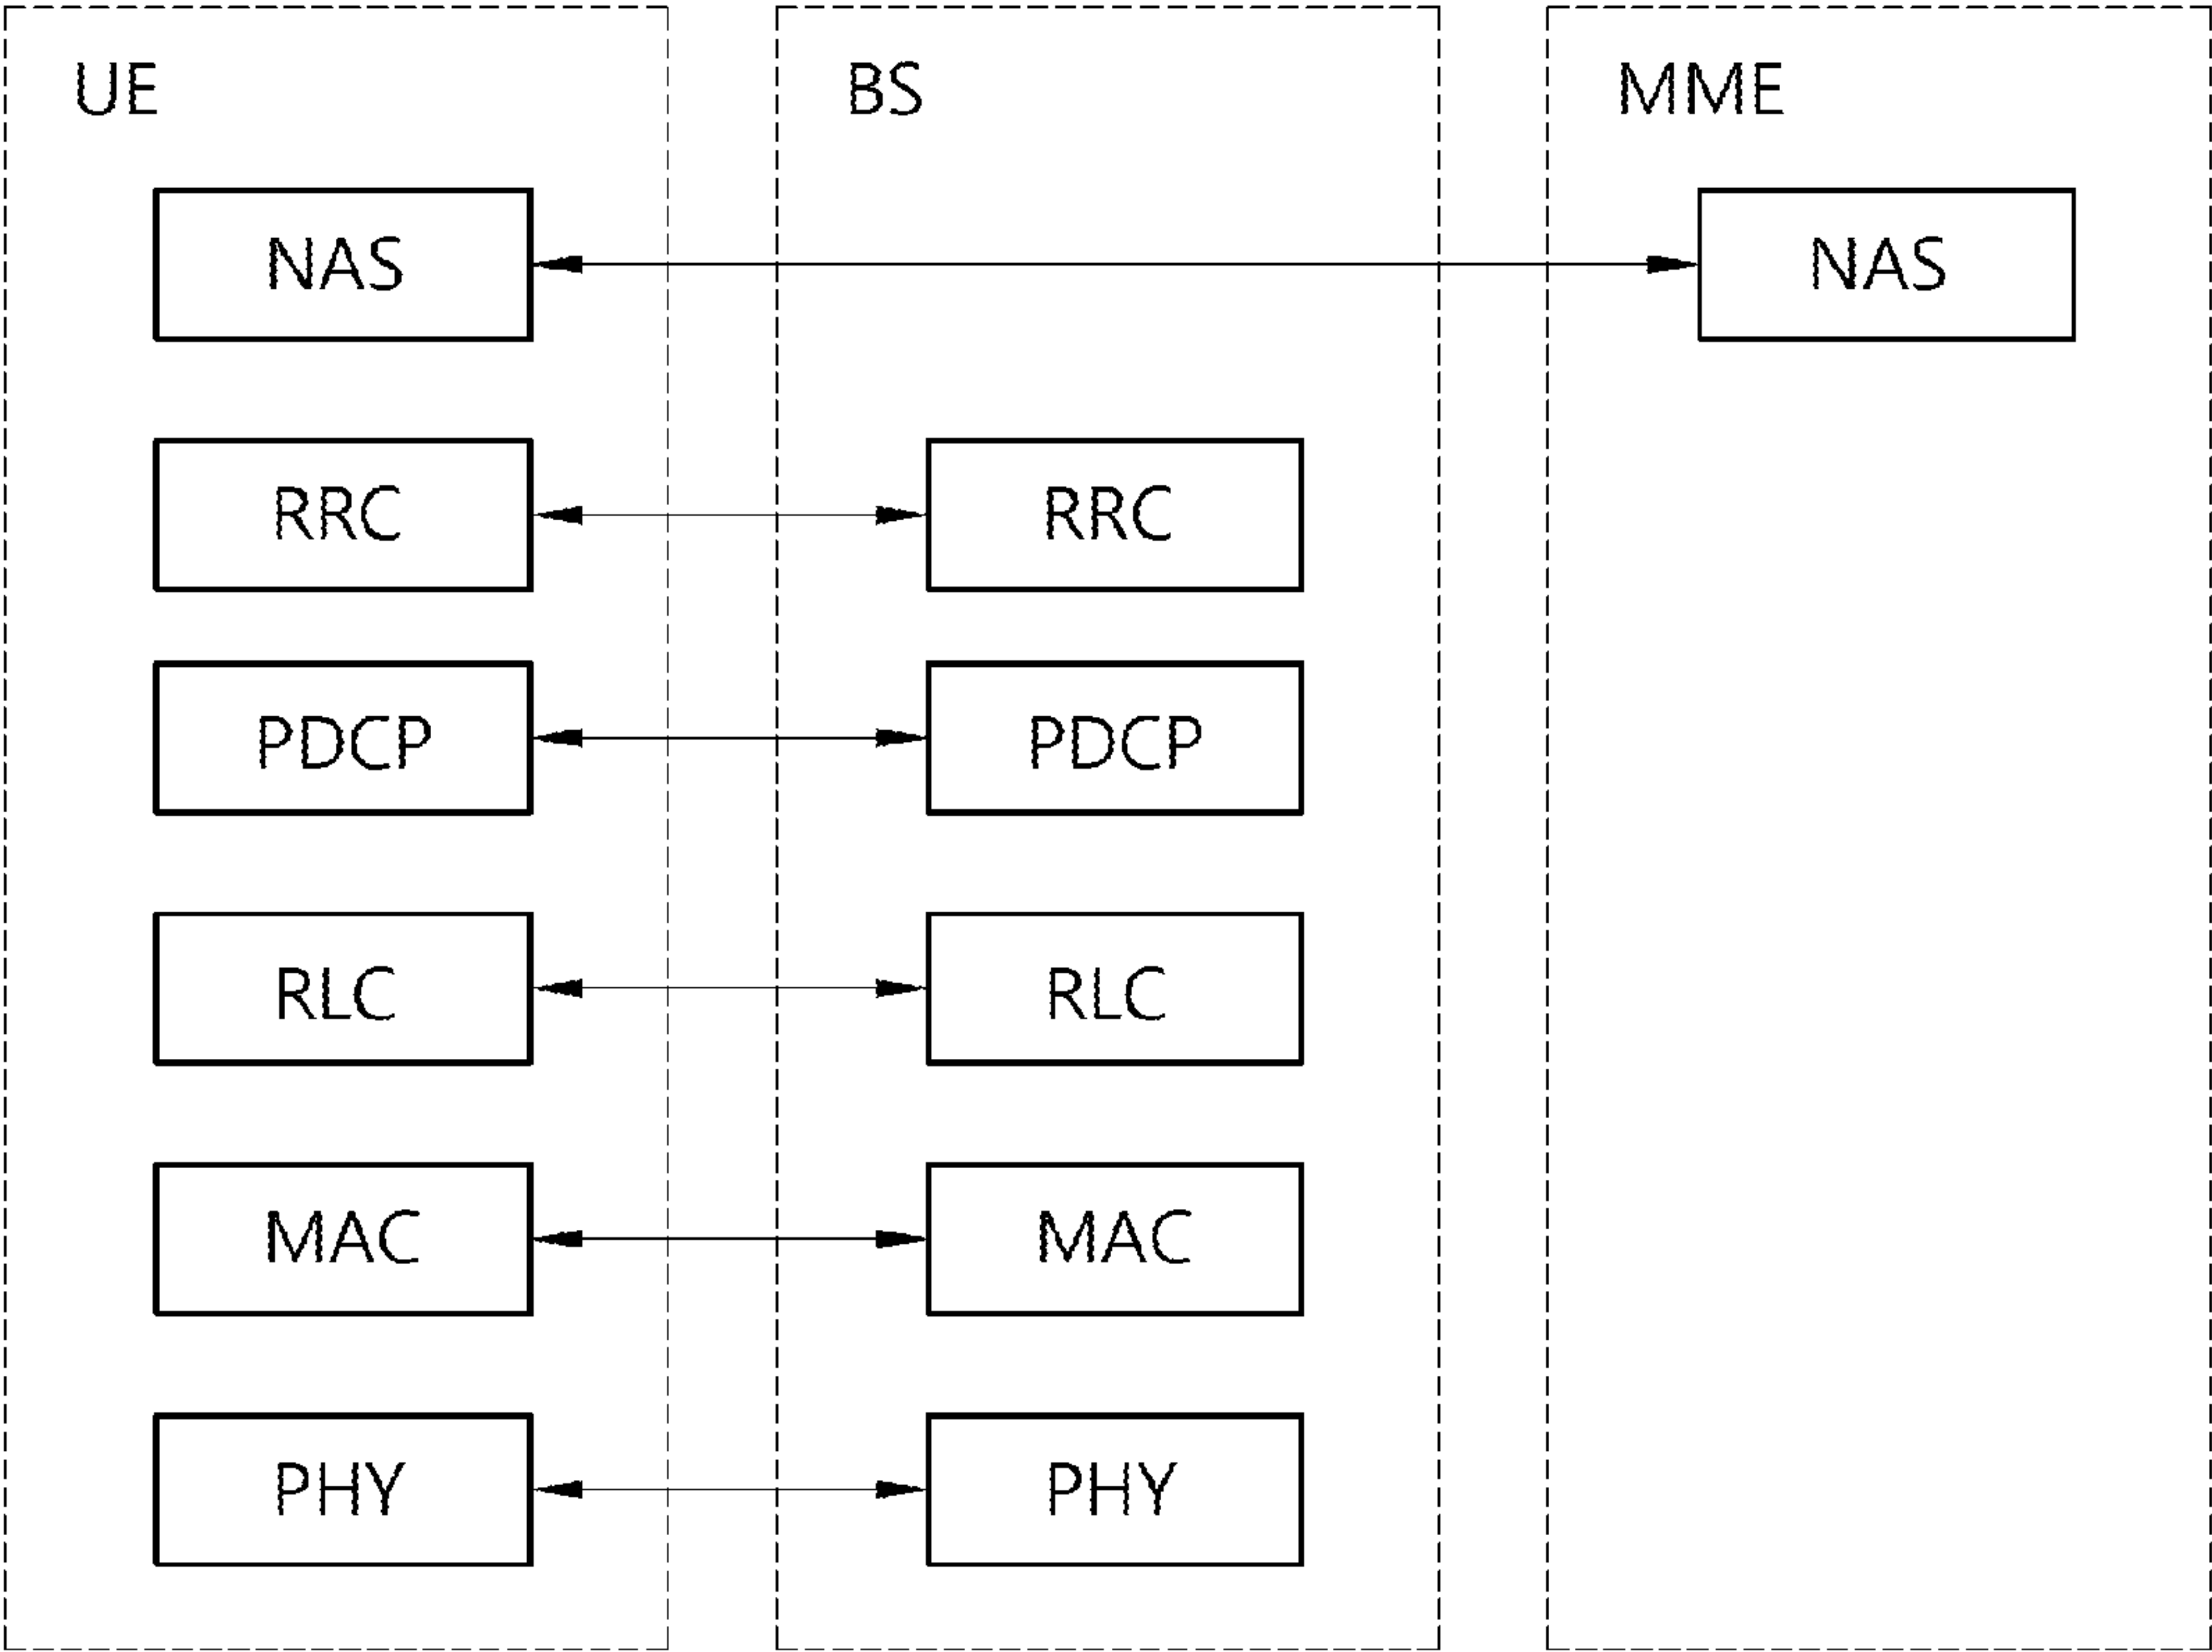 UE BS MME
NAS NAS
RRC RRC
PDCP PDCP
RLC RLC
MAC MAC
PHY PHY